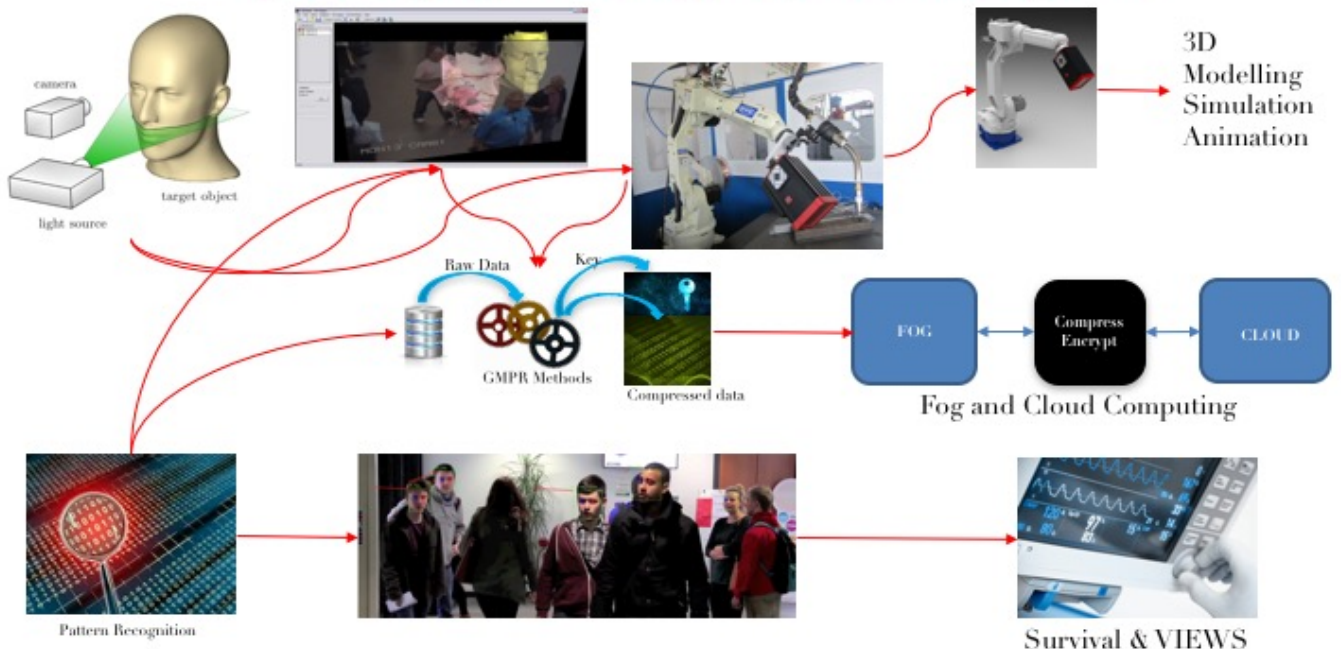 camera
light source
target object
3D
Modelling
Simulation
Animation
Raw Data
Key
GMPR Methods
Compressed data
FOG
Compress
Encrypt
CLOUD
Fog and Cloud Computing
Pattern Recognition
Survival & VIEWS